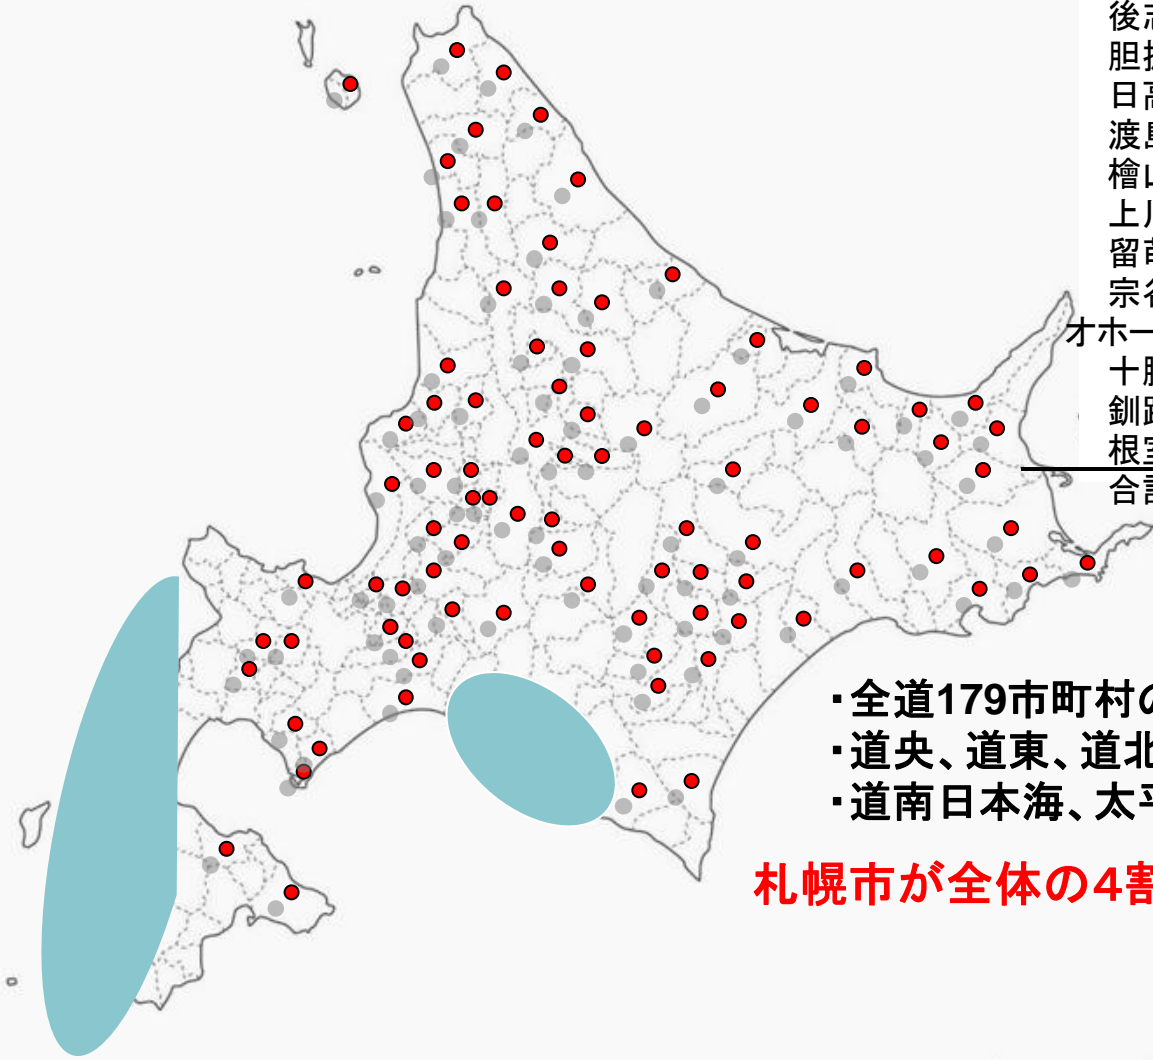 後志
胆振
日高
渡島
檜山
上川
留萌
宗谷
オホー
十勝
釧路
根室
合計
・全道179市町村の
・道央、道東、道北
・道南日本海、太平
札幌市が全体の4割